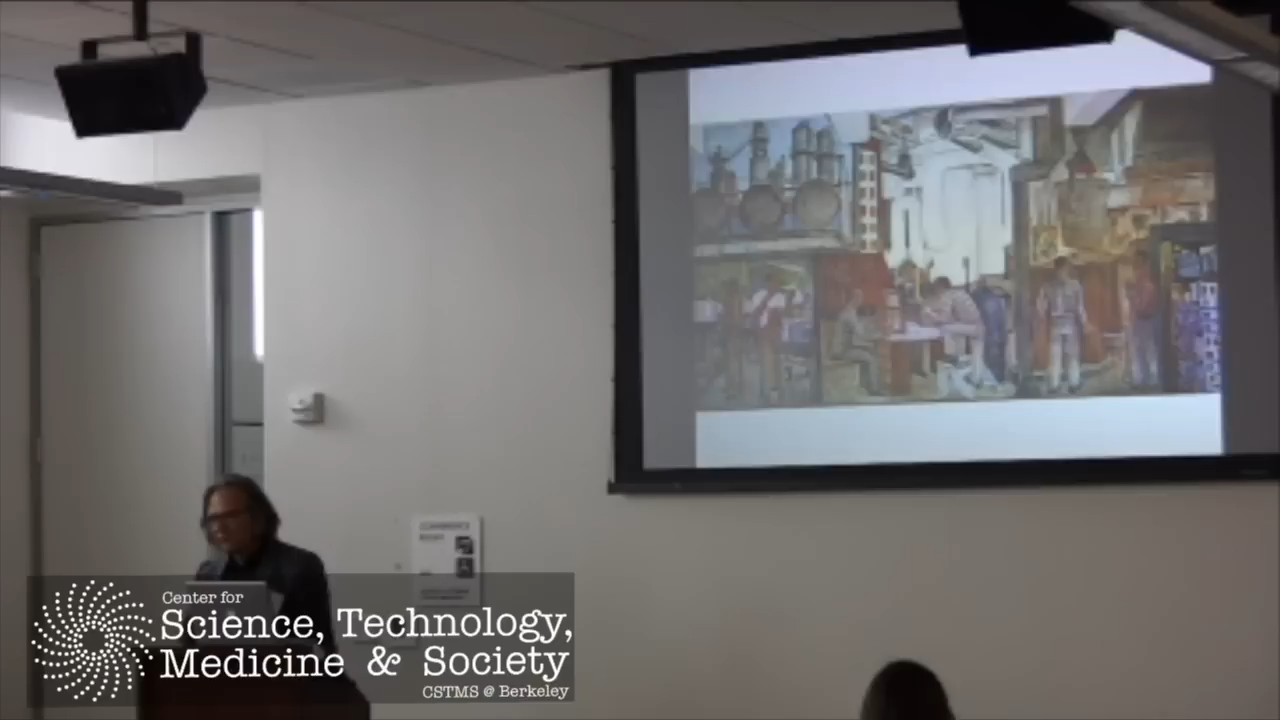 Center for
Science, Technology,
Medicine & Society
CSTMS @ Berkeley